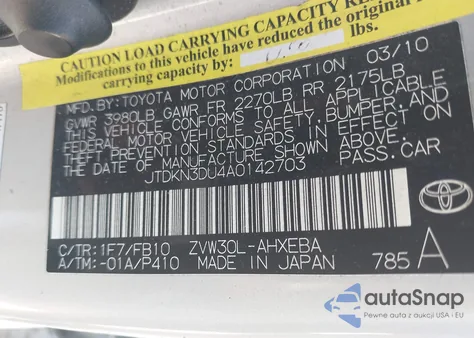 CAUTION LOAD CARRYING CAPACITY
Modifications to this vehicle have reduced the original
carrying capacity by: lbs.
MFD. BY: TOYOTA MOTOR CORPORATION 03/10
GVWR 3980LB GAWR FR 2270LB RR 2175LB
THIS VEHICLE CONFORMS TO ALL APPLICABLE
FEDERAL MOTOR VEHICLE SAFETY, BUMPER, AND
THEFT PREVENTION STANDARDS IN EFFECT ON
THE DATE OF MANUFACTURE SHOWN ABOVE.
JTDKN3DU4A0142703 PASS. CAR
C/TR: 1F7/FB10 ZVW30L-AHXEBA
A/TM: -01A/P410 MADE IN JAPAN 785 A
TOYOTA
autoSnap
Pewne auta z aukcji USA i EU